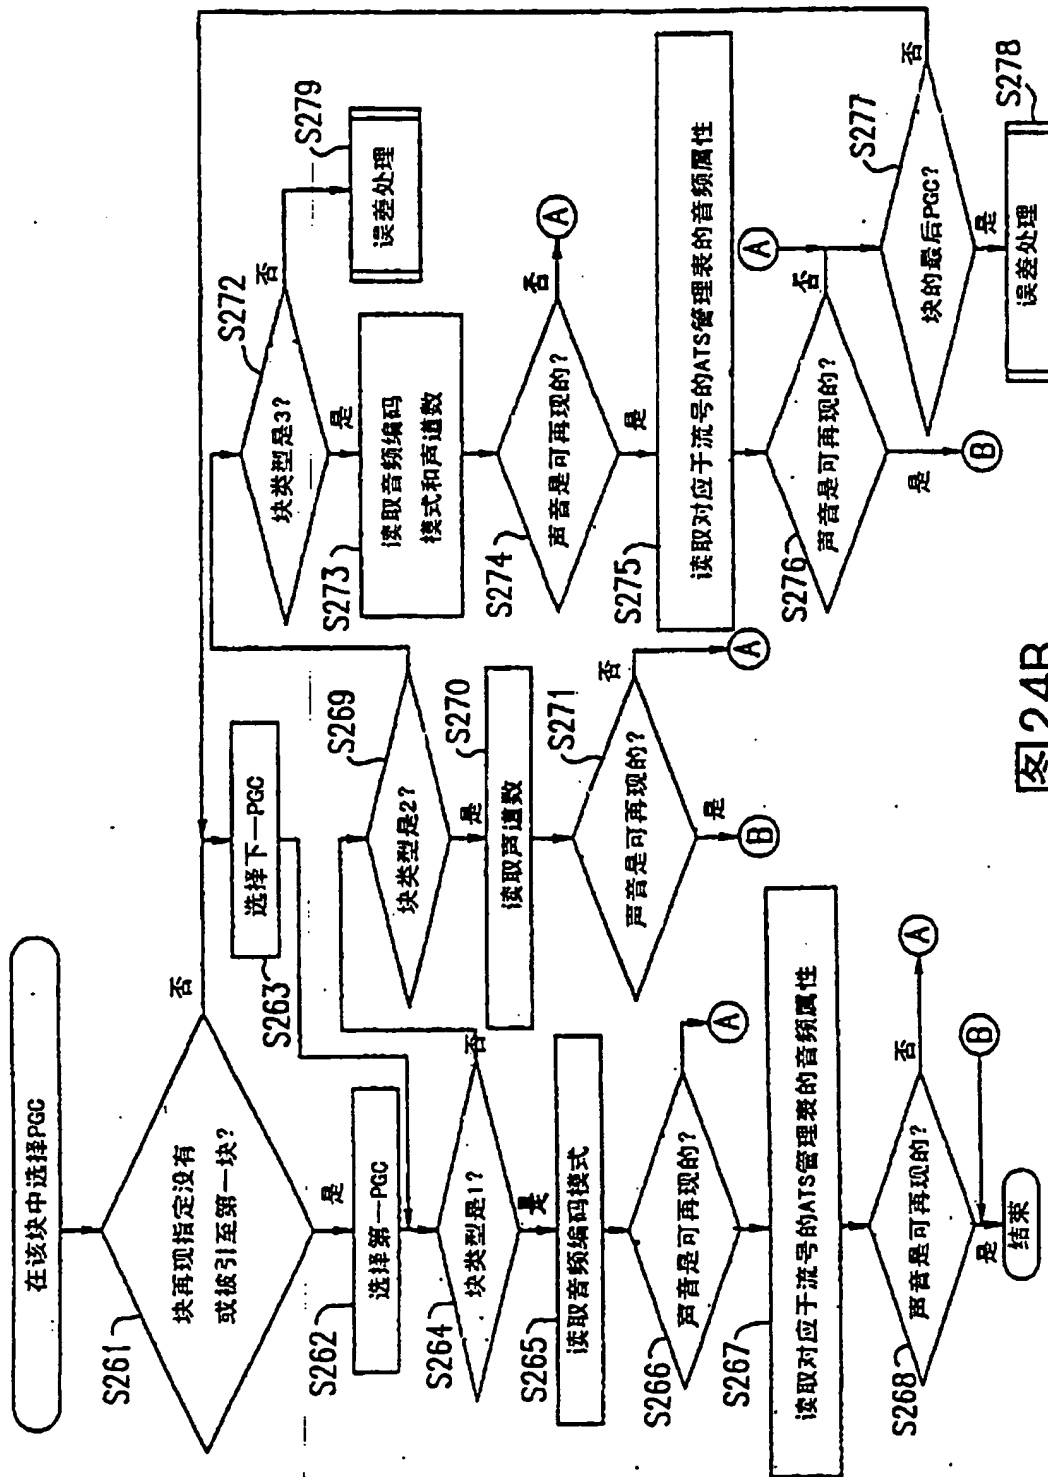 在该块中选择PGC
S261
块再现指定没有
或被引至第一块?
否
是
S262
选择第一PGC
S263
选择下一PGC
S264
块类型是1?
否
是
S265
读取音频编码模式
S266
声音是可再现的?
A
S267
读取对应于流号的ATS管理表的音频属性
S268
声音是可再现的?
否
A
是
B
结束
S269
块类型是2?
是
S270
读取声道数
S271
声音是可再现的?
否
A
是
B
S272
块类型是3?
否
S279
误差处理
是
S273
读取音频编码
模式和声道数
S274
声音是可再现的?
否
A
是
S275
读取对应于流号的ATS管理表的音频属性
S276
声音是可再现的?
否
A
是
B
S277
块的最后PGC?
否
是
S278
误差处理
图24B